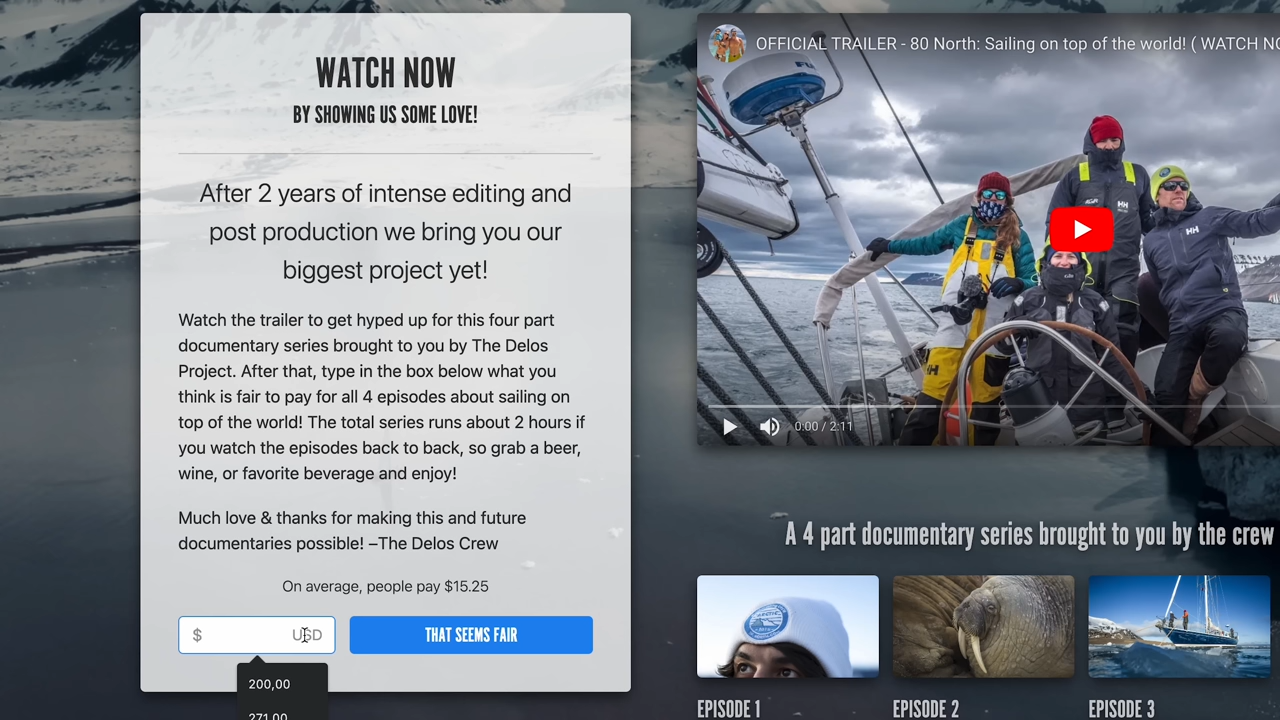 WATCH NOW
BY SHOWING US SOME LOVE!
After 2 years of intense editing and
post production we bring you our
biggest project yet!
Watch the trailer to get hyped up for this four part
documentary series brought to you by The Delos
Project. After that, type in the box below what you
think is fair to pay for all 4 episodes about sailing on
top of the world! The total series runs about 2 hours if
you watch the episodes back to back, so grab a beer,
wine, or favorite beverage and enjoy!
Much love & thanks for making this and future
documentaries possible! –The Delos Crew
On average, people pay $15.25
$ USD
THAT SEEMS FAIR
200,00
271,00
OFFICIAL TRAILER - 80 North: Sailing on top of the world! ( WATCH NO
HH
HH
HH
0:00 / 2:11
A 4 part documentary series brought to you by the crew
EPISODE 1
EPISODE 2
EPISODE 3